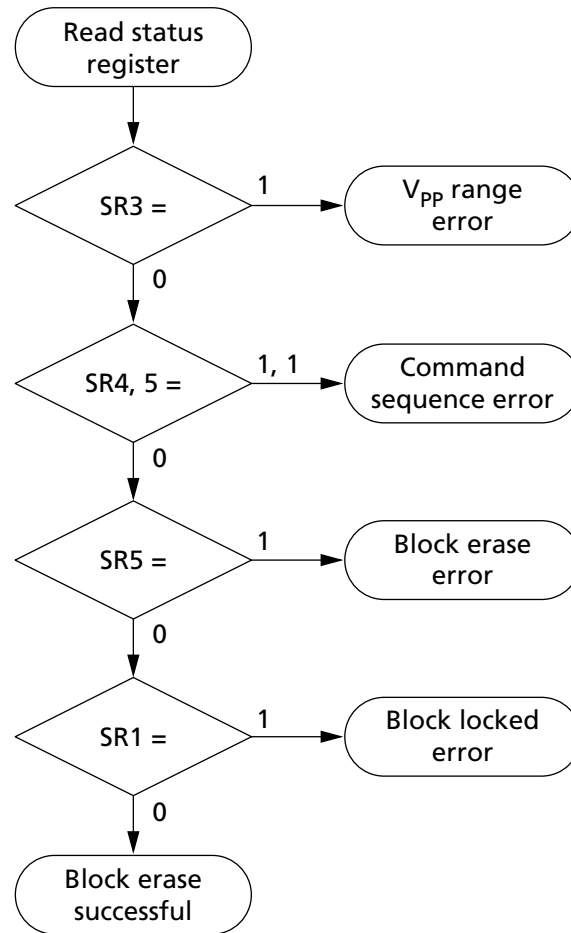 Read status
register
SR3 =
1
VPP range
error
0
SR4, 5 =
1, 1
Command
sequence error
0
SR5 =
1
Block erase
error
0
SR1 =
1
Block locked
error
0
Block erase
successful